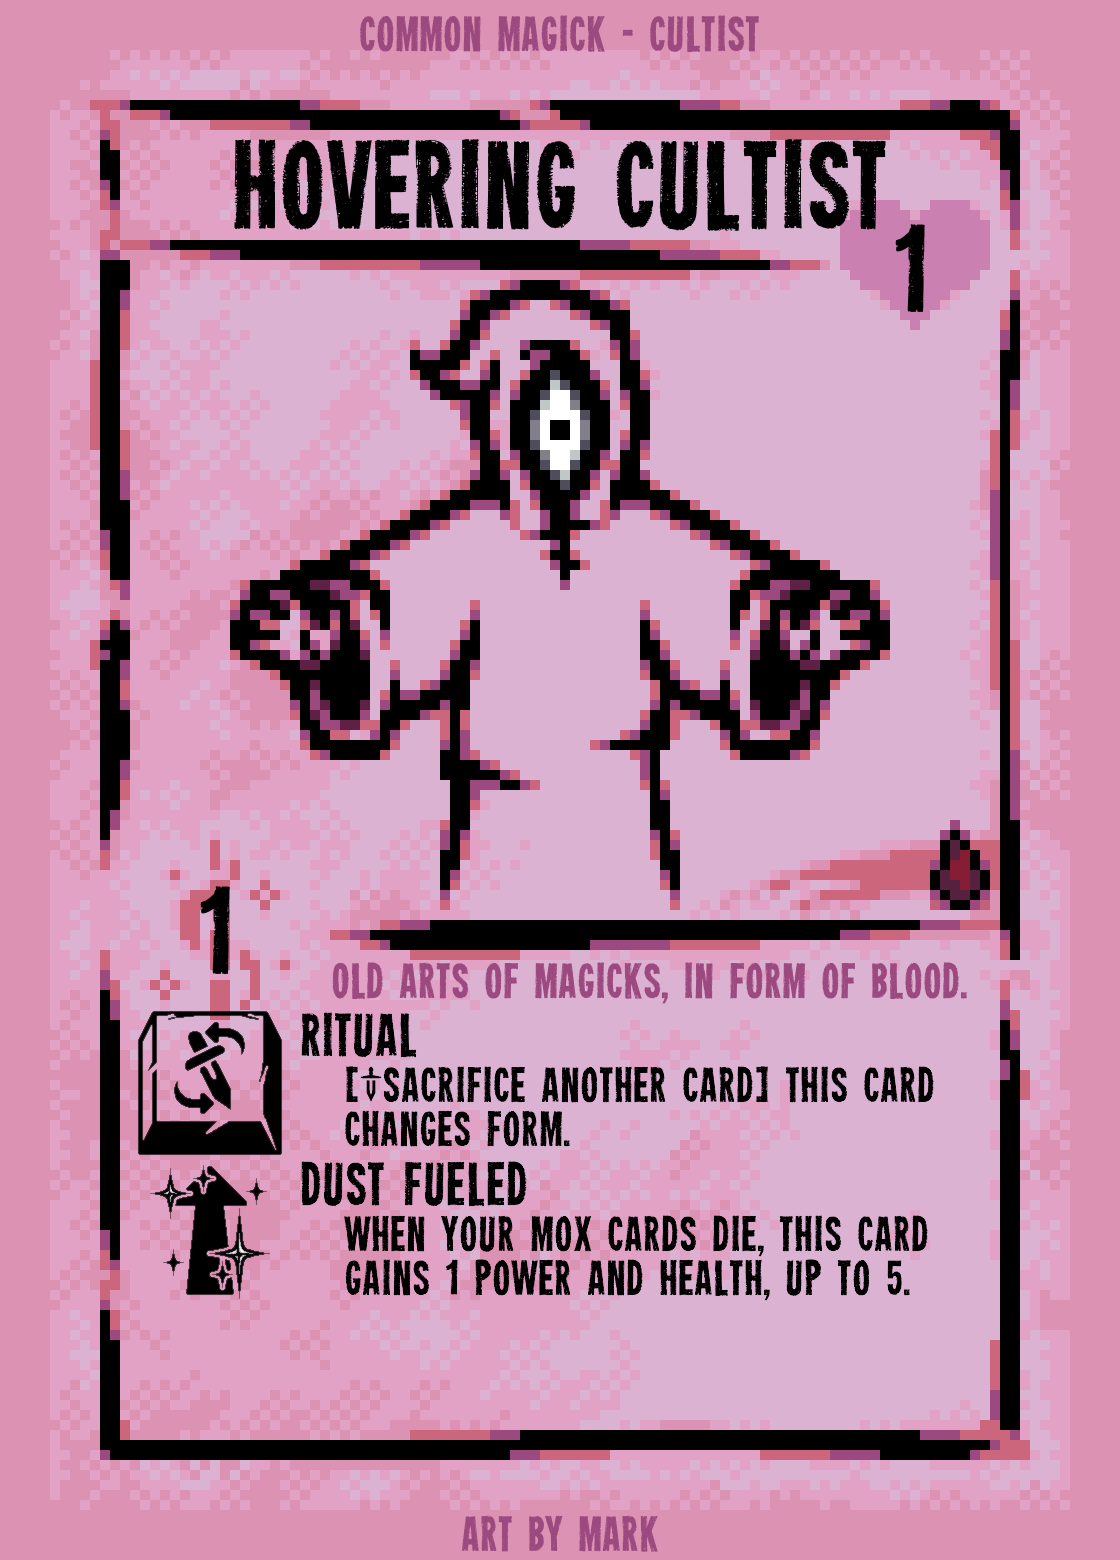 COMMON MAGICK - CULTIST
HOVERING CULTIST
1
1
OLD ARTS OF MAGICKS, IN FORM OF BLOOD.
RITUAL
[SACRIFICE ANOTHER CARD] THIS CARD
CHANGES FORM.
DUST FUELED
WHEN YOUR MOX CARDS DIE, THIS CARD
GAINS 1 POWER AND HEALTH, UP TO 5.
ART BY MARK